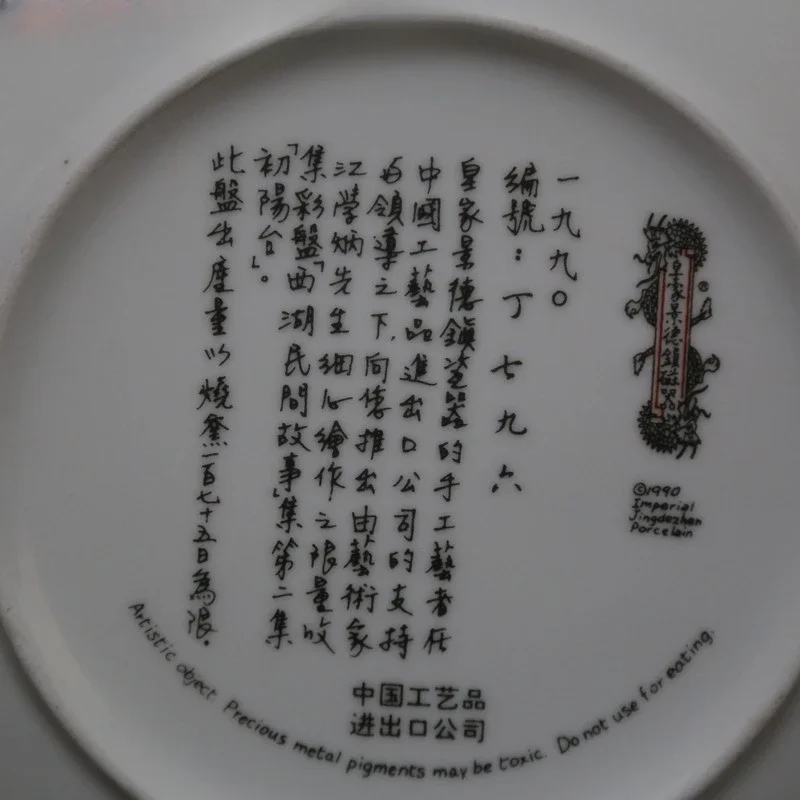 一九九〇
編號：丁七九六
皇家景德鎮瓷器的手工藝者在
中國工藝品進出口公司的支持
与領導之下,向您推出由藝術家
江學炳先生細心繪作之限量收
集彩盤「西湖民間故事」集第二集
「初陽台」。
此盤出產量以燒窯一百七十五日為限.
皇家景德鎮磁器
®
©1990
Imperial
Jingdezhen
Porcelain
中国工艺品
进出口公司
Artistic object. Precious metal pigments may be toxic. Do not use for eating.